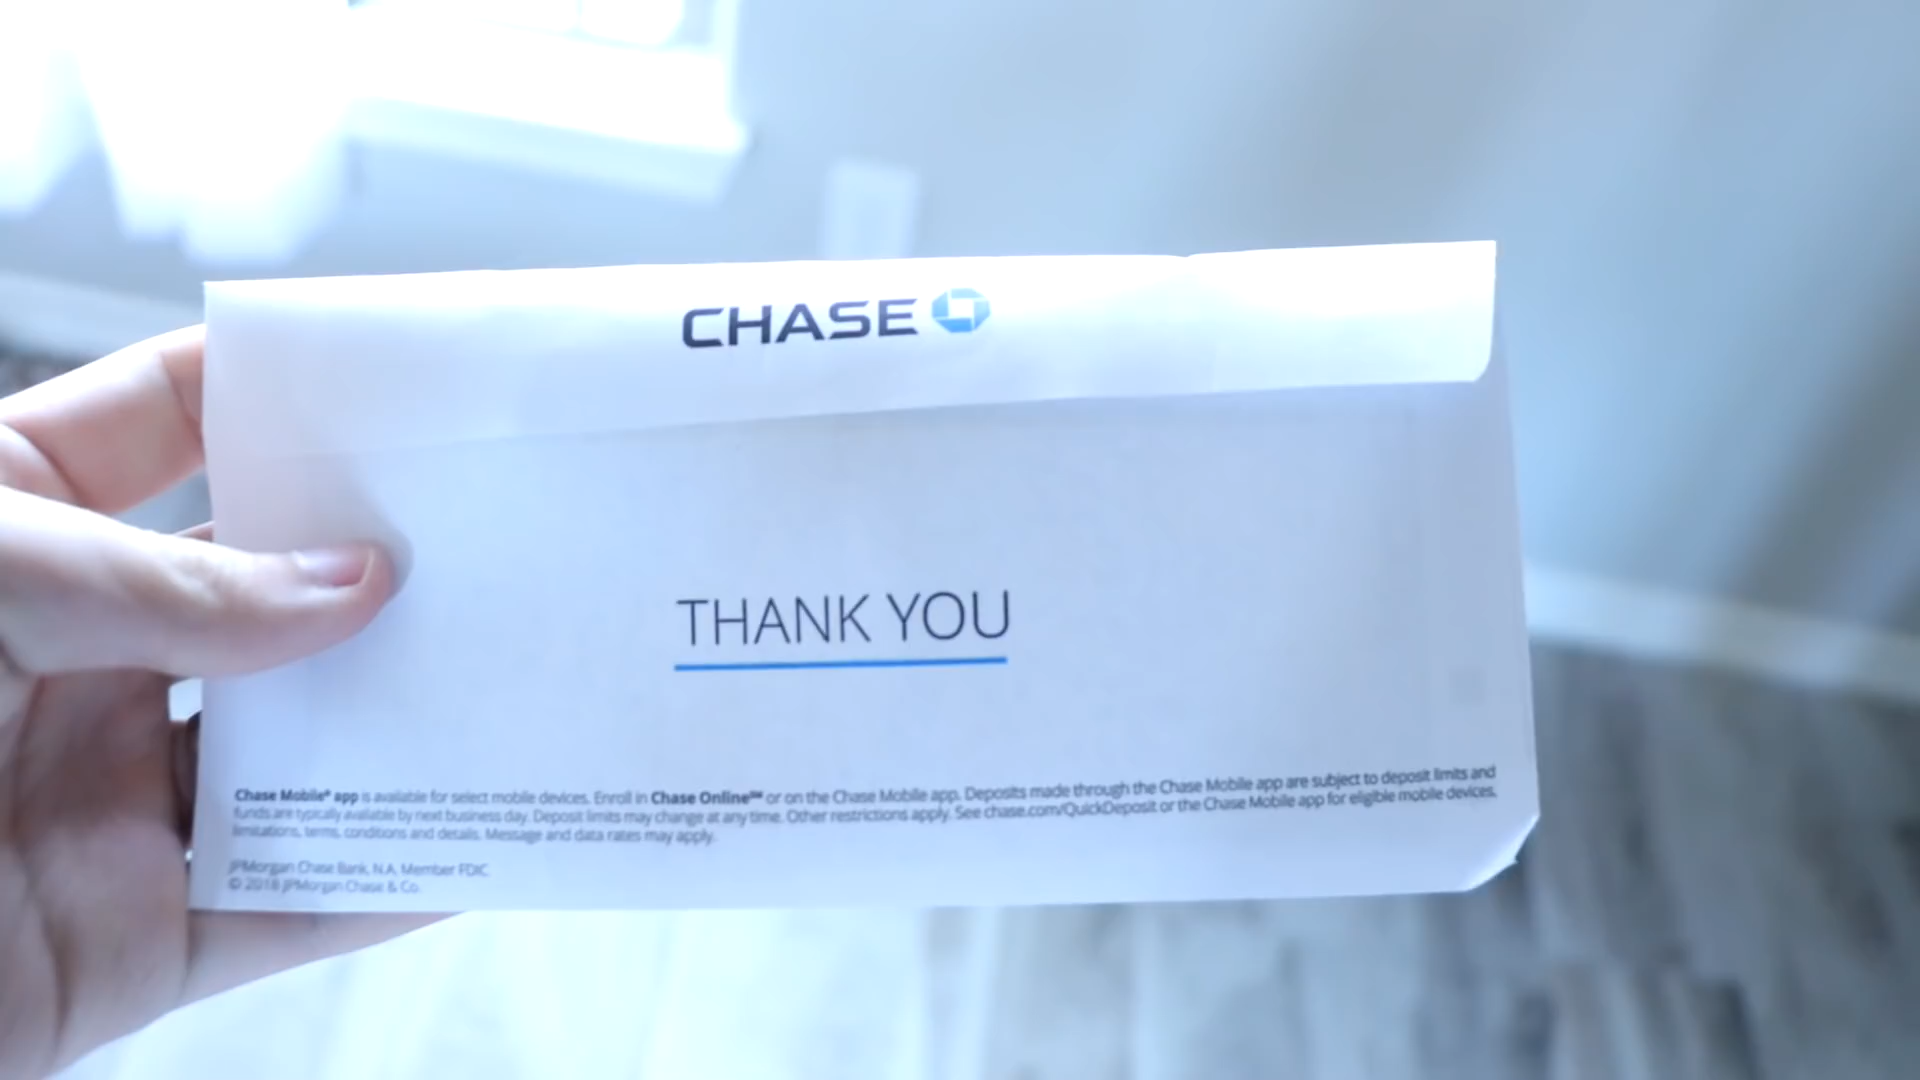 CHASE
THANK YOU
Chase Mobile® app is available for select mobile devices. Enroll in Chase Online℠ or on the Chase Mobile app. Deposits made through the Chase Mobile app are subject to deposit limits and
funds are typically available by next business day. Deposit limits may change at any time. Other restrictions apply. See chase.com/QuickDeposit or the Chase Mobile app for eligible mobile devices,
limitations, terms, conditions and details. Message and data rates may apply.
JPMorgan Chase Bank, N.A. Member FDIC
© 2018 JPMorgan Chase & Co.